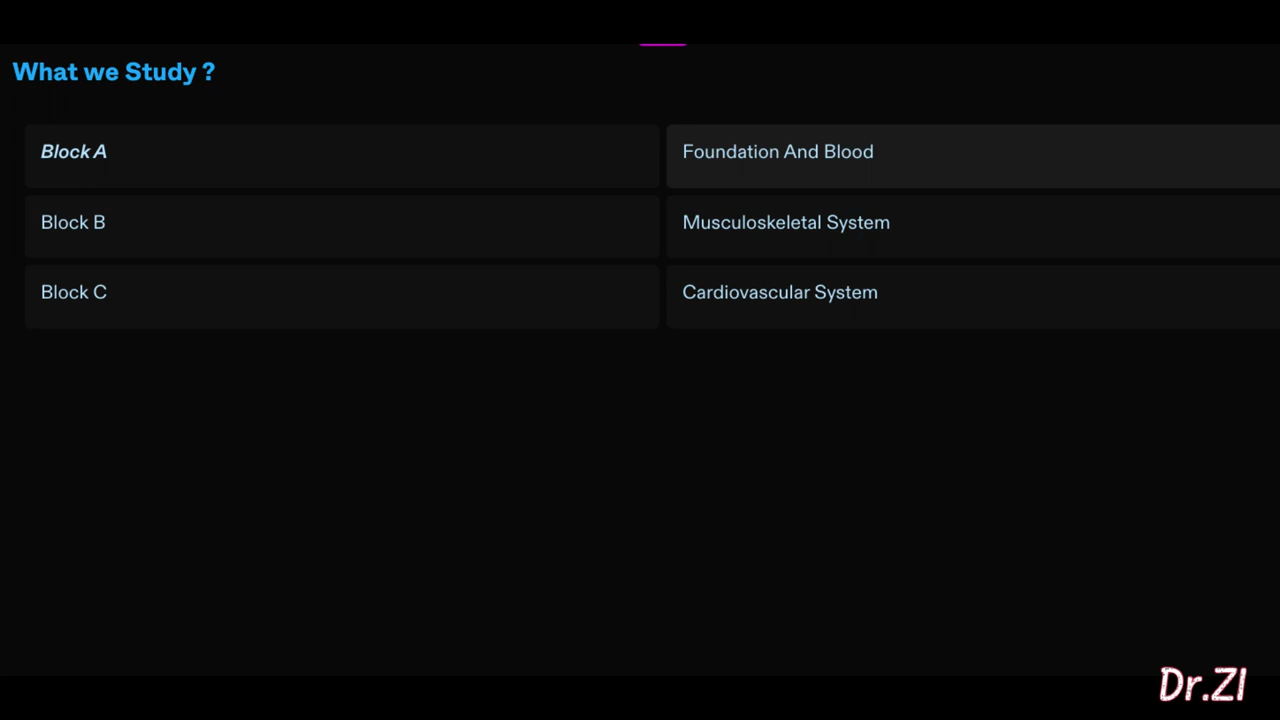 What we Study ?
Block A
Foundation And Blood
Block B
Musculoskeletal System
Block C
Cardiovascular System
Dr.ZI